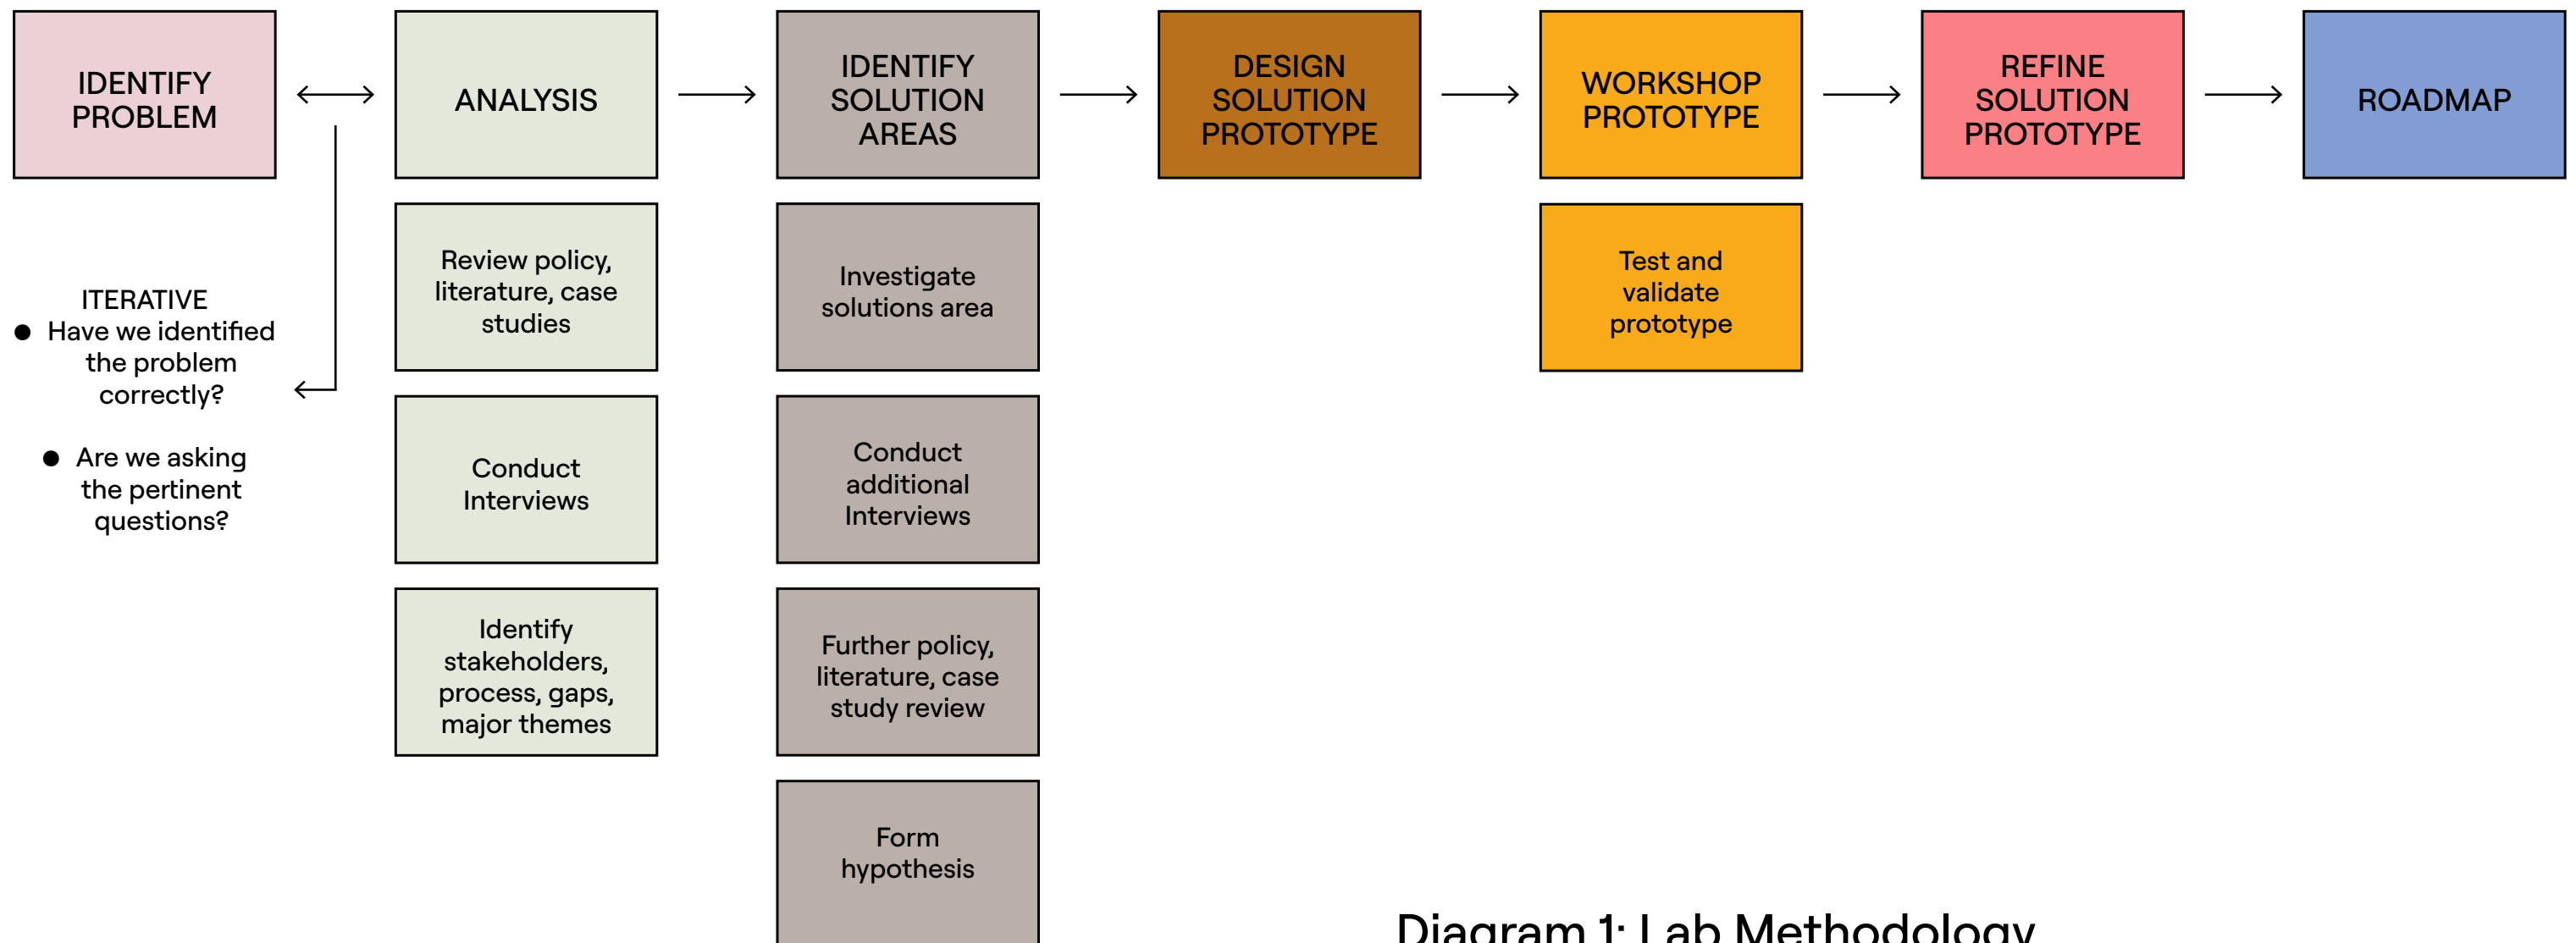 IDENTIFY
PROBLEM
ANALYSIS
IDENTIFY
SOLUTION
AREAS
DESIGN
SOLUTION
PROTOTYPE
WORKSHOP
PROTOTYPE
REFINE
SOLUTION
PROTOTYPE
ROADMAP
ITERATIVE
● Have we identified
the problem
correctly?
● Are we asking
the pertinent
questions?
Review policy,
literature, case
studies
Conduct
Interviews
Identify
stakeholders,
process, gaps,
major themes
Investigate
solutions area
Conduct
additional
Interviews
Further policy,
literature, case
study review
Form
hypothesis
Test and
validate
prototype
Diagram 1: Lab Methodology